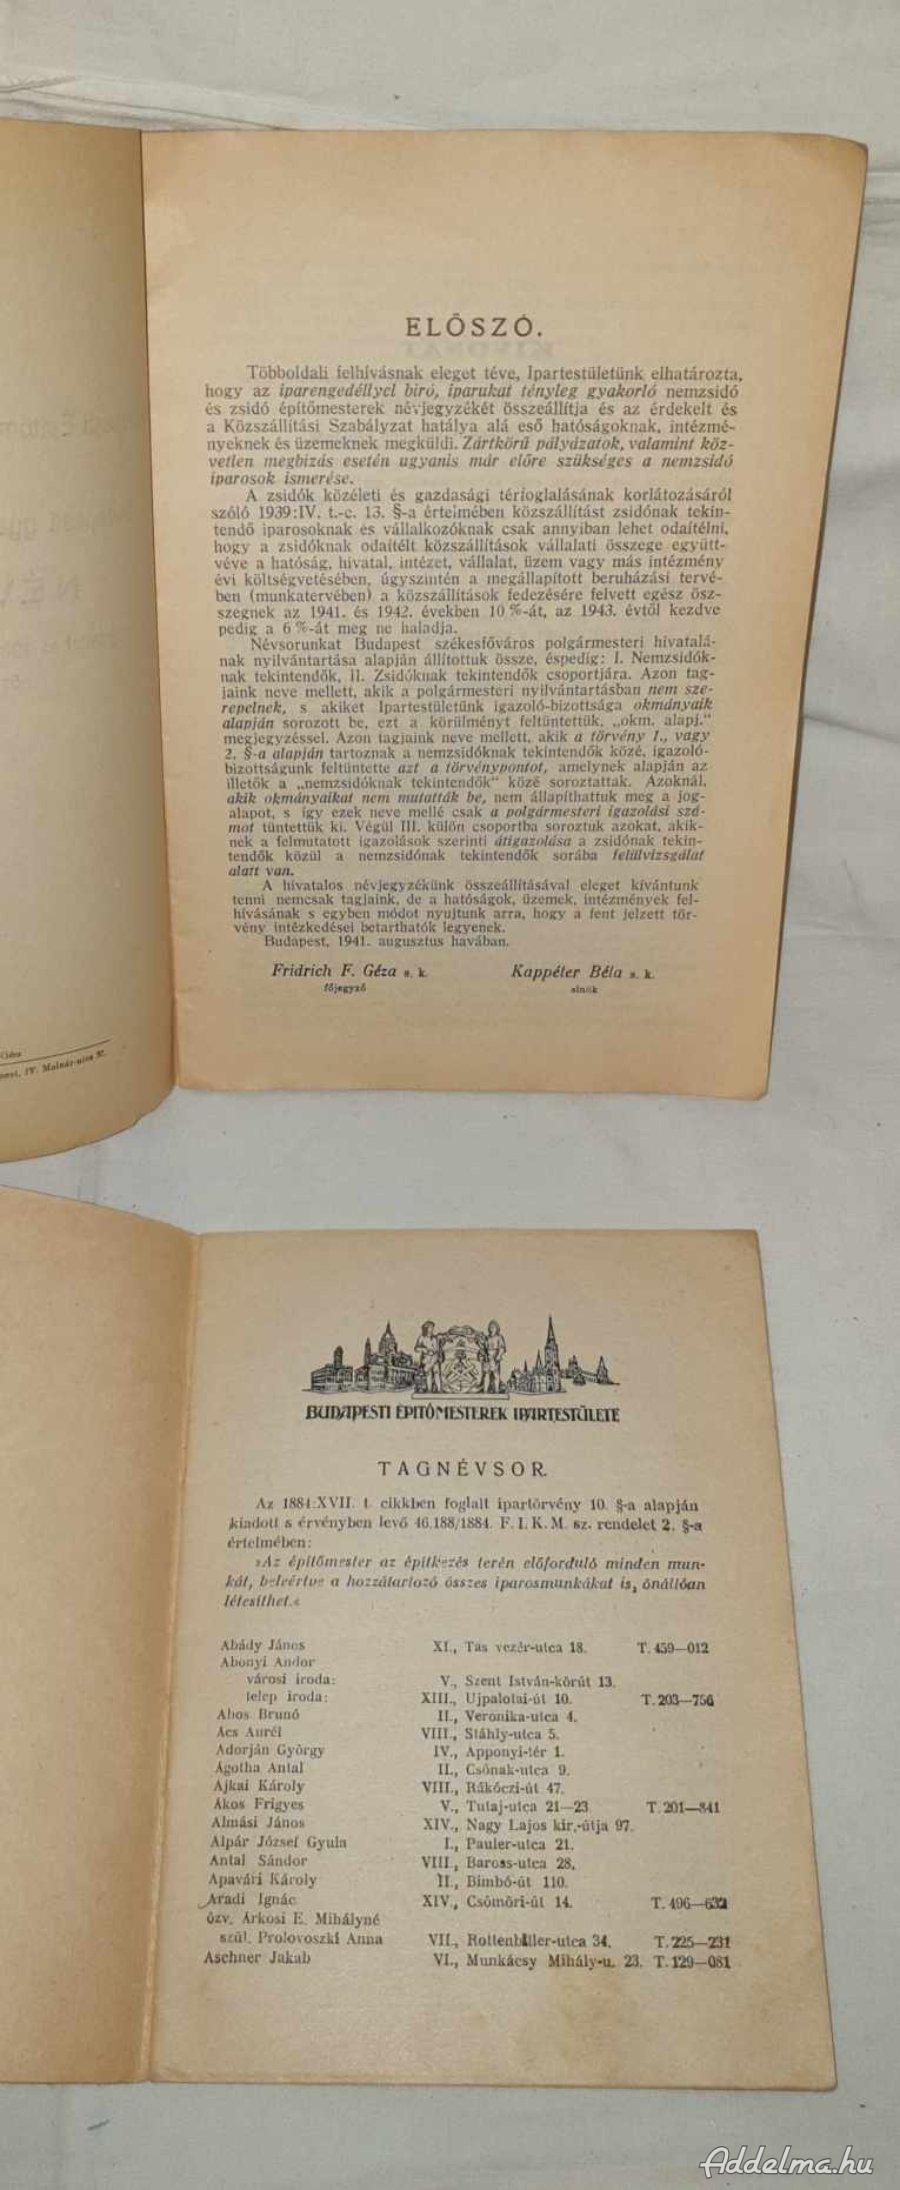 ELŐSZÓ.
Többoldali felhívásnak eleget téve, Ipartestületünk elhatározta,
hogy az iparengedéllyel biró, iparukat tényleg gyakorló nemzsidó
és zsidó építőmesterek névjegyzékét összeállítja és az érdekelt és
a Közszállítási Szabályzat hatálya alá eső hatóságoknak, intézmé-
nyeknek és üzemeknek megküldi. Zártkörű pályázatok, valamint köz-
vetlen megbizás esetén ugyanis már előre szükséges a nemzsidó
iparosok ismerése.
A zsidók közéleti és gazdasági térfoglalásának korlátozásáról
szóló 1939:IV. t.-c. 13. §-a értelmében közszállítást zsidónak tekin-
tendő iparosoknak és vállalkozóknak csak annyiban lehet odaítélni,
hogy a zsidóknak odaítélt közszállítások vállalati összege együtt-
véve a hatóság, hivatal, intézet, vállalat, üzem vagy más intézmény
évi költségvetésében, úgyszintén a megállapított beruházási tervé-
ben (munkatervében) a közszállítások fedezésére felvett egész ösz-
szegnek az 1941. és 1942. években 10 %-át, az 1943. évtől kezdve
pedig a 6 %-át meg ne haladja.
Névsorunkat Budapest székesfőváros polgármesteri hivatalá-
nak nyilvántartása alapján állítottuk össze, éspedig: I. Nemzsidók-
nak tekintendők, II. Zsidóknak tekintendők csoportjára. Azon tag-
jaink neve mellett, akik a polgármesteri nyilvántartásban nem sze-
repelnek, s akiket Ipartestületünk igazoló-bizottsága okmányaik
alapján sorozott be, ezt a körülményt feltüntettük, „okm. alapj."
megjegyzéssel. Azon tagjaink neve mellett, akik a törvény 1., vagy
2. §-a alapján tartoznak a nemzsidóknak tekintendők közé, igazoló-
bizottságunk feltüntette azt a törvénypontot, amelynek alapján az
illetők a „nemzsidóknak tekintendők" közé soroztattak. Azoknál,
akik okmányaikat nem mutatták be, nem állapíthattuk meg a jog-
alapot, s így ezek neve mellé csak a polgármesteri igazolási szá-
mot tüntettük ki. Végül III. külön csoportba soroztuk azokat, akik-
nek a felmutatott igazolások szerinti átigazolása a zsidónak tekin-
tendők közül a nemzsidónak tekintendők sorába felülvizsgálat
alatt van.
A hivatalos névjegyzékünk összeállításával eleget kívántunk
tenni nemcsak tagjaink, de a hatóságok, üzemek, intézmények fel-
hívásának s egyben módot nyujtunk arra, hogy a fent jelzett tör-
vény intézkedései betarthatók legyenek.
Budapest, 1941. augusztus havában.
Fridrich F. Géza s. k. Kappéter Béla s. k.
főjegyző elnök
Géza
IV. Molnár-utca
BUDAPESTI ÉPITŐMESTEREK IPARTESTÜLETE
TAGNÉVSOR.
Az 1884:XVII. t. cikkben foglalt ipartörvény 10. §-a alapján
kiadott s érvényben levő 46.188/1884. F. I. K. M. sz. rendelet 2. §-a
értelmében:
»Az építőmester az építkezés terén előforduló minden mun-
kát, beleértve a hozzátartozó összes iparosmunkákat is, önállóan
létesíthet.«
Abády János XI., Tas vezér-utca 18. T. 459—012
Abonyi Andor
városi iroda: V., Szent István-körút 13.
telep iroda: XIII., Ujpalotai-út 10. T. 203—756
Abos Brunó II., Veronika-utca 4.
Ács Aurél VIII., Stáhly-utca 5.
Adorján György IV., Apponyi-tér 1.
Ágotha Antal II., Csónak-utca 9.
Ajkai Károly VIII., Rákóczi-út 47.
Ákos Frigyes V., Tutaj-utca 21—23 T. 201—841
Almási János XIV., Nagy Lajos kir.-útja 97.
Alpár József Gyula I., Pauler-utca 21.
Antal Sándor VIII., Baross-utca 28.
Apavári Károly II., Bimbó-út 110.
Aradi Ignác XIV., Csömöri-út 14. T. 496—632
özv. Árkosi E. Mihályné
szül. Prolovoszki Anna VII., Rottenbiller-utca 34. T. 225—231
Aschner Jakab VI., Munkácsy Mihály-u. 23. T. 129—081
Addelma.hu